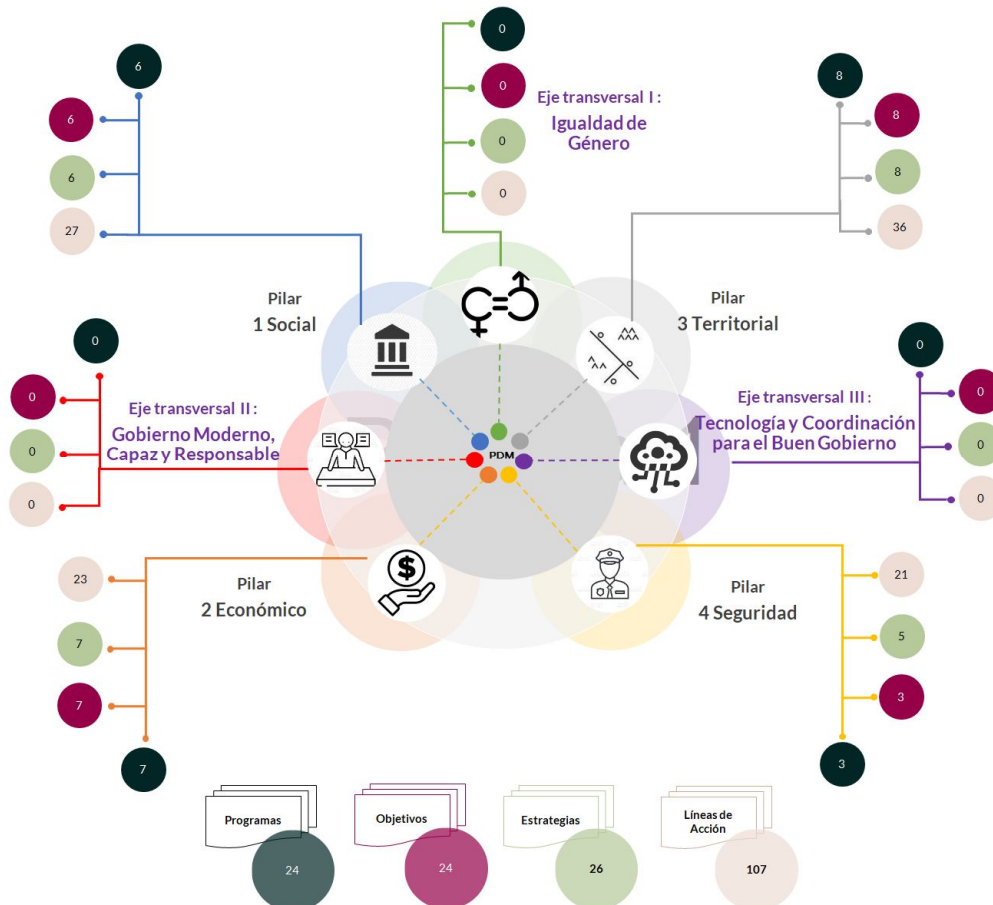 0
6
8
0
Eje transversal I :
Igualdad de
Género
6
8
0
6
8
0
27
36
Pilar
1 Social
Pilar
3 Territorial
0
0
0
Eje transversal II :
Gobierno Moderno,
Capaz y Responsable
0
0
Eje transversal III :
Tecnología y Coordinación
para el Buen Gobierno
0
0
0
PDM
$
23
Pilar
2 Económico
7
7
7
Pilar
4 Seguridad
21
5
3
3
Programas
24
Objetivos
24
Estrategias
26
Líneas de
Acción
107